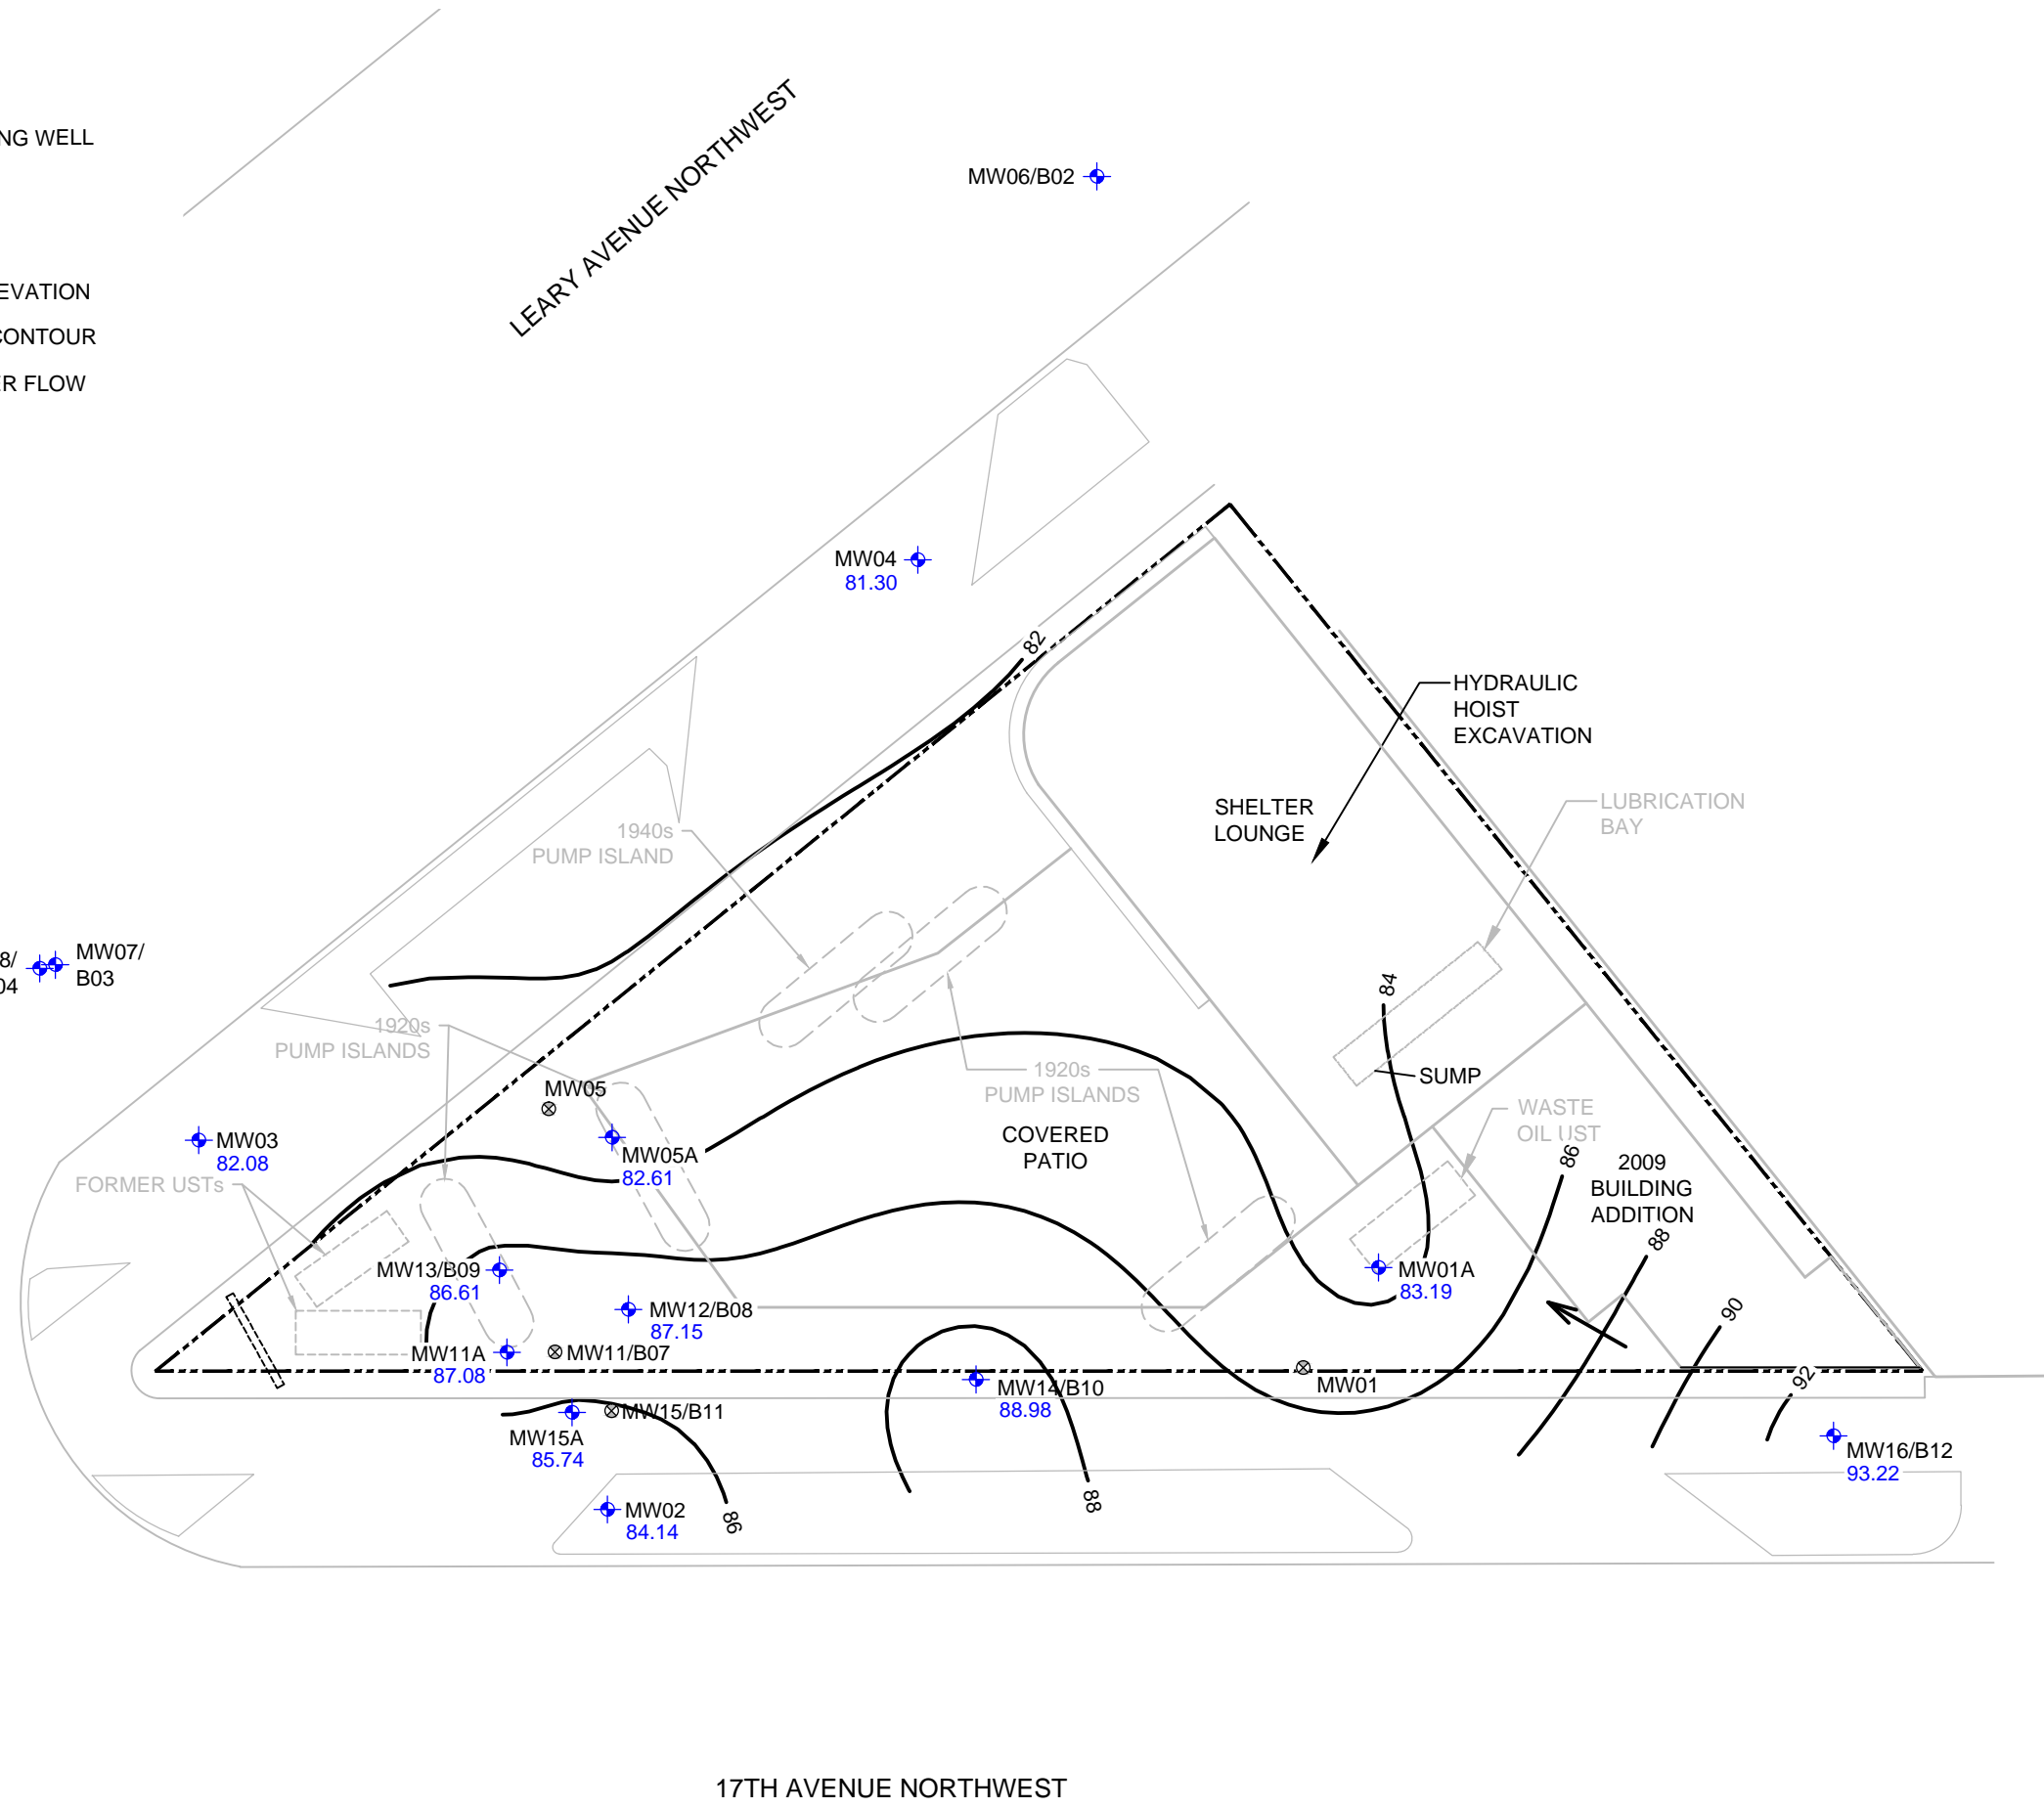 NG WELL
EVATION
CONTOUR
ER FLOW
LEARY AVENUE NORTHWEST
MW06/B02
MW04
81.30
82
HYDRAULIC
HOIST
EXCAVATION
SHELTER
LOUNGE
LUBRICATION
BAY
1940s
PUMP ISLAND
8/
04
MW07/
B03
84
1920s
PUMP ISLANDS
SUMP
1920s
PUMP ISLANDS
MW05
WASTE
OIL UST
COVERED
PATIO
MW03
82.08
MW05A
82.61
86
2009
BUILDING
ADDITION
FORMER USTs
88
MW13/B09
86.61
MW01A
83.19
MW12/B08
87.15
90
MW11A
87.08
MW11/B07
MW14/B10
88.98
MW01
92
MW15/B11
MW15A
85.74
MW16/B12
93.22
MW02
84.14
86
88
17TH AVENUE NORTHWEST